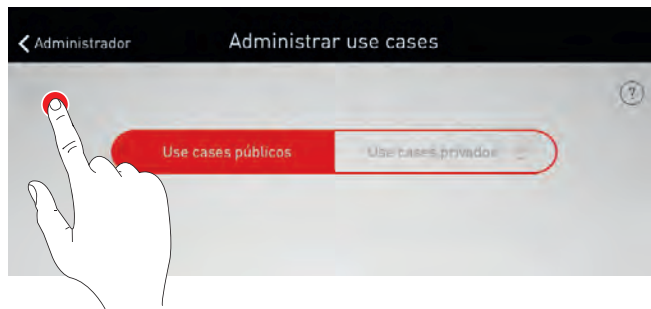 Administrador
Administrar use cases
?
Use cases públicos
Use cases privados